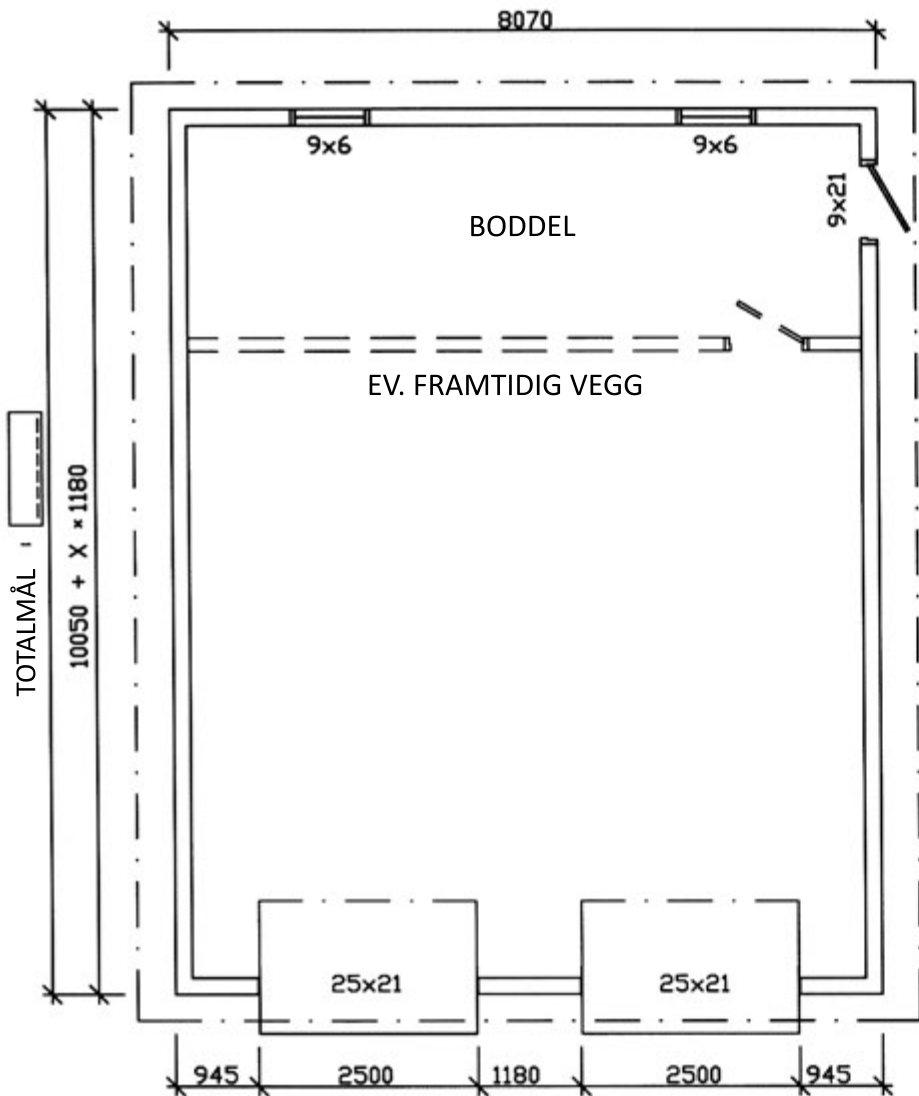 8070
9x6
9x6
9x21
BODDEL
EV. FRAMTIDIG VEGG
TOTALMÅL -
10050 + X × 1180
25x21
25x21
945
2500
1180
2500
945